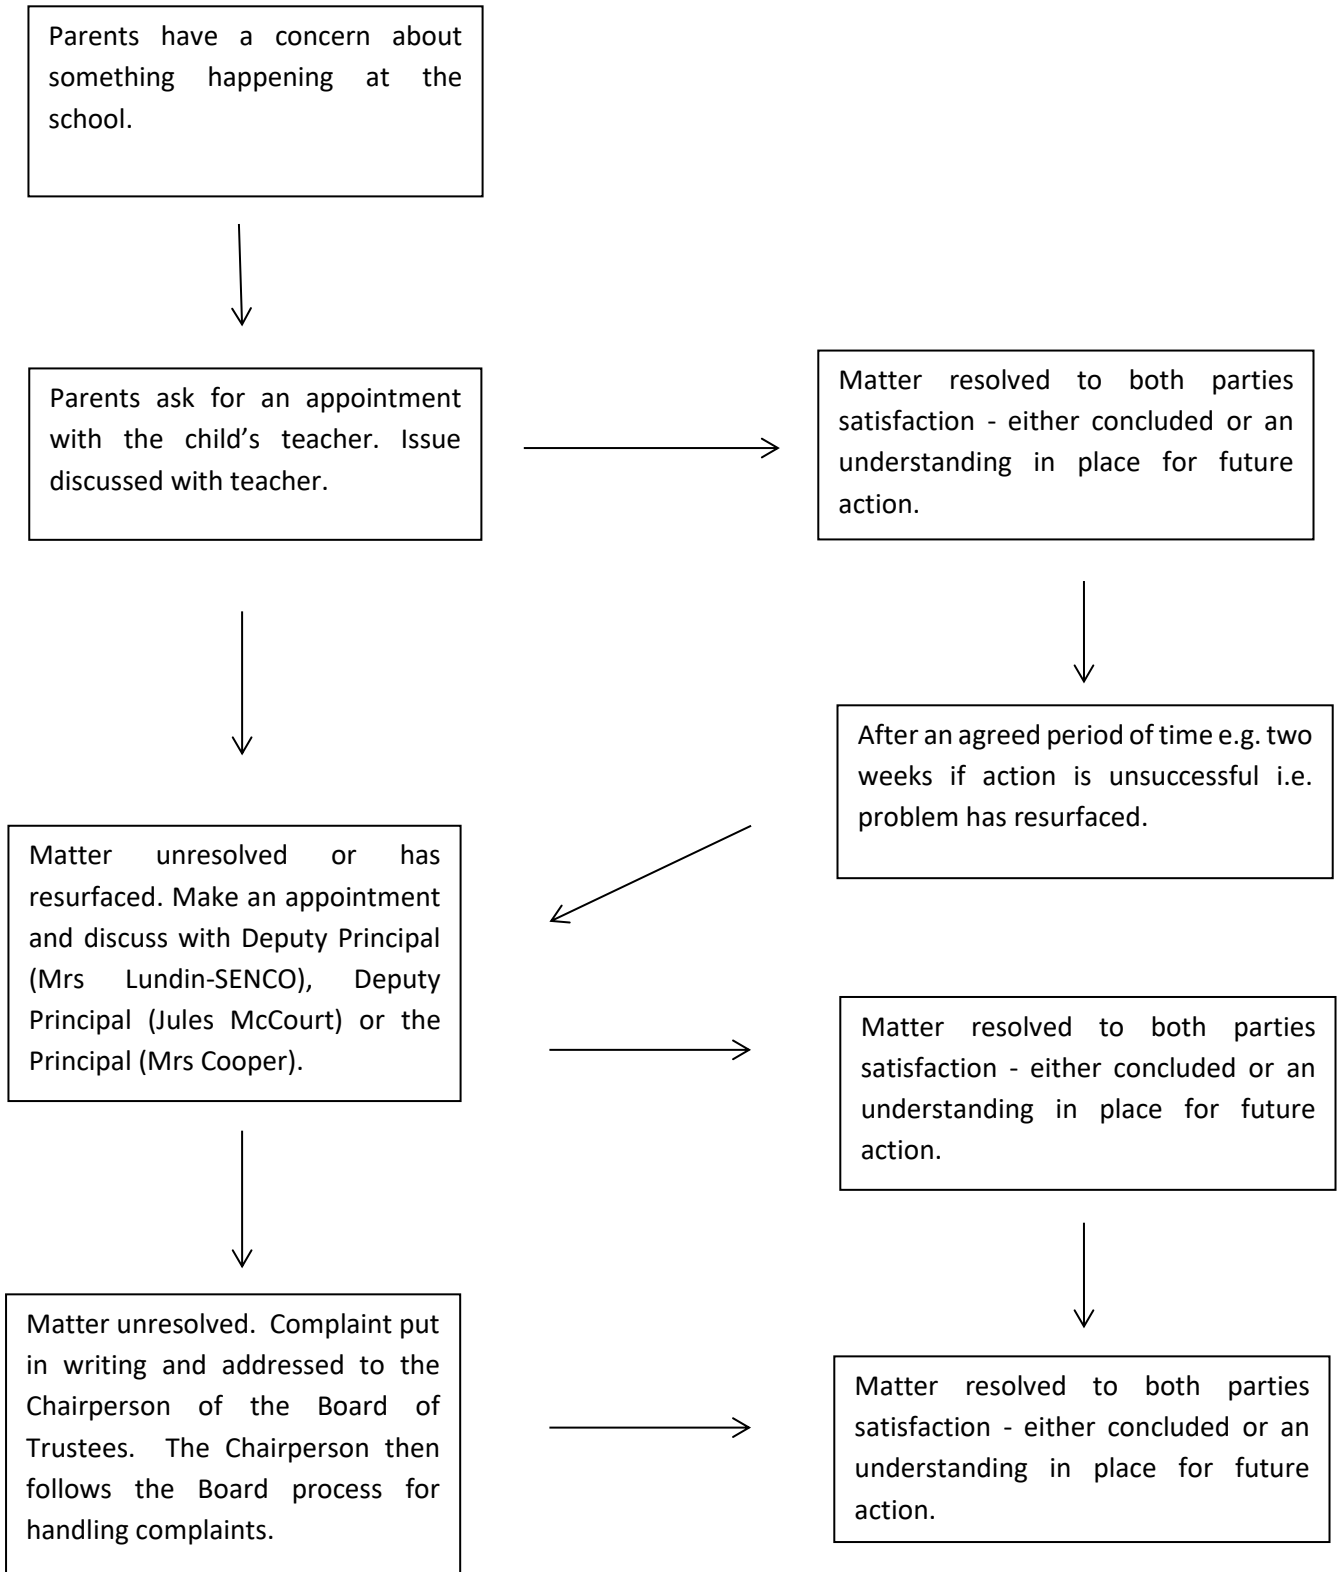 Parents have a concern about
something happening at the
school.
Parents ask for an appointment
with the child’s teacher. Issue
discussed with teacher.
Matter resolved to both parties
satisfaction - either concluded or an
understanding in place for future
action.
After an agreed period of time e.g. two
weeks if action is unsuccessful i.e.
problem has resurfaced.
Matter unresolved or has
resurfaced. Make an appointment
and discuss with Deputy Principal
(Mrs Lundin-SENCO), Deputy
Principal (Jules McCourt) or the
Principal (Mrs Cooper).
Matter resolved to both parties
satisfaction - either concluded or an
understanding in place for future
action.
Matter unresolved. Complaint put
in writing and addressed to the
Chairperson of the Board of
Trustees. The Chairperson then
follows the Board process for
handling complaints.
Matter resolved to both parties
satisfaction - either concluded or an
understanding in place for future
action.